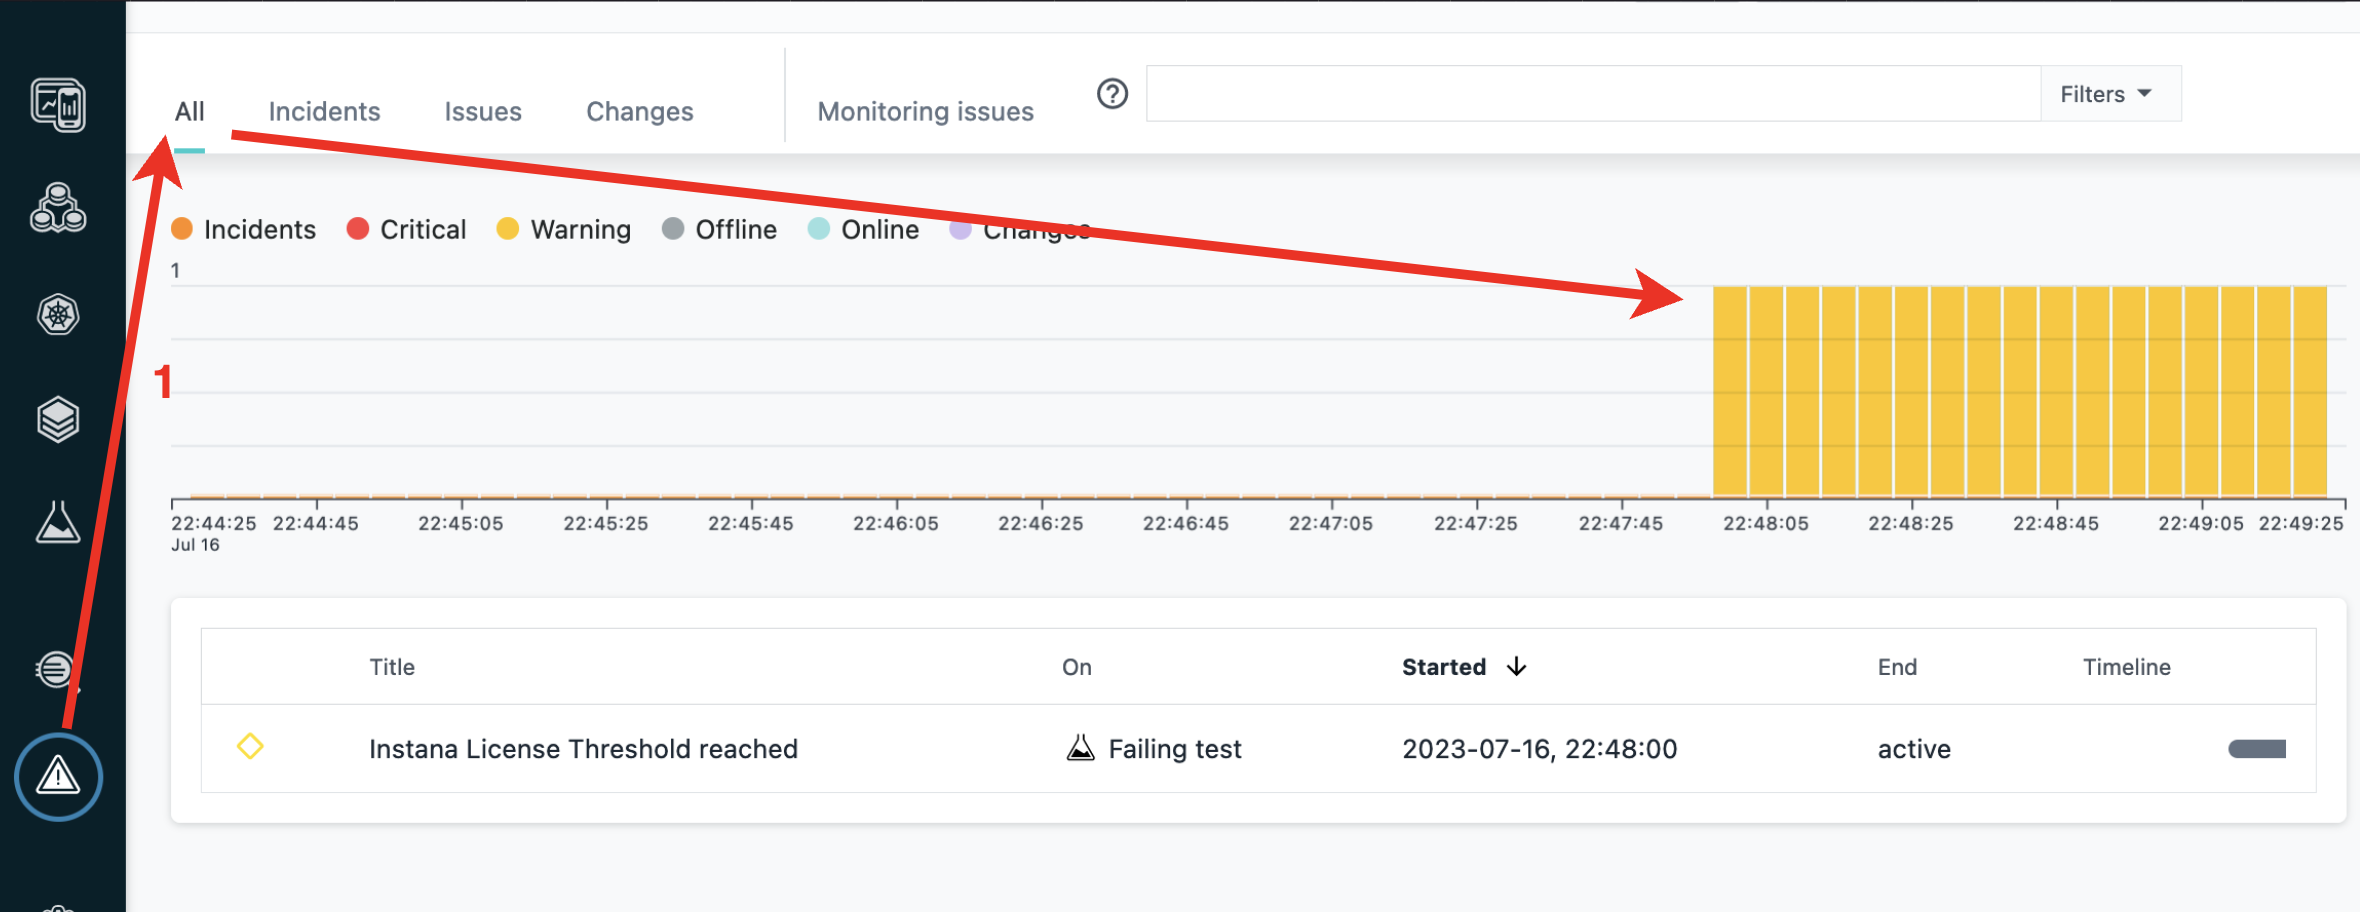 All Incidents Issues Changes Monitoring issues Filters
Incidents Critical Warning Offline Online Changes
1
1
22:44:25 22:44:45 22:45:05 22:45:25 22:45:45 22:46:05 22:46:25 22:46:45 22:47:05 22:47:25 22:47:45 22:48:05 22:48:25 22:48:45 22:49:05 22:49:25
Jul 16
Title On Started End Timeline
Instana License Threshold reached Failing test 2023-07-16, 22:48:00 active